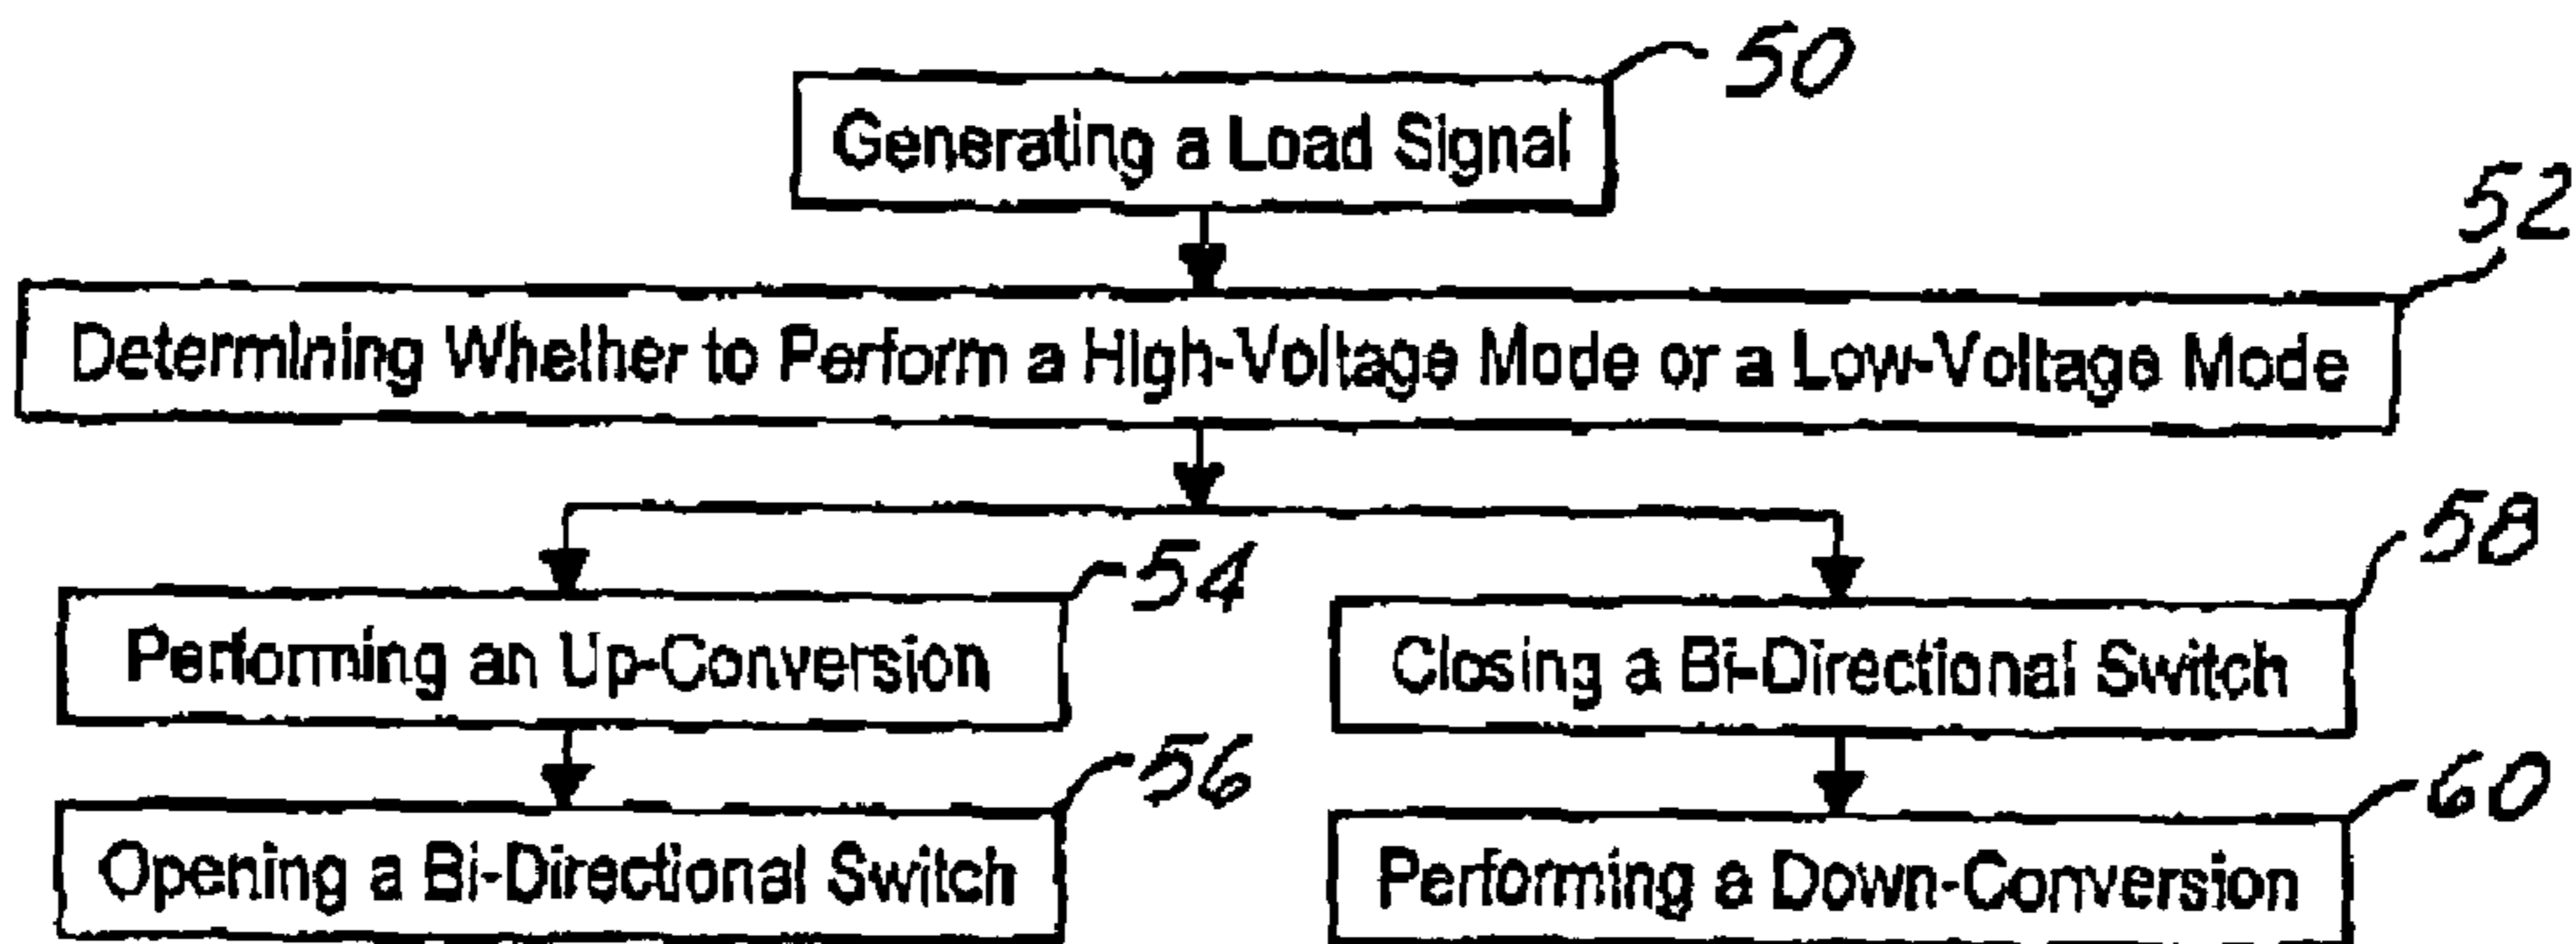 50
Generating a Load Signal
52
Determining Whether to Perform a High-Voltage Mode or a Low-Voltage Mode
54
Performing an Up-Conversion
58
Closing a Bi-Directional Switch
56
Opening a Bi-Directional Switch
60
Performing a Down-Conversion